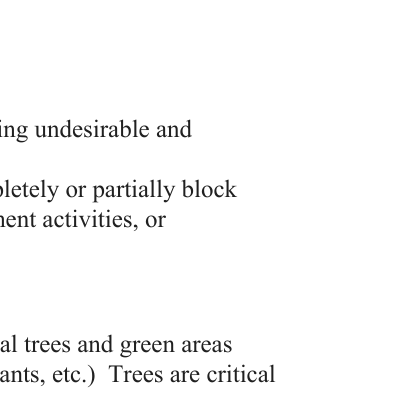 ing undesirable and
pletely or partially block
ent activities, or
al trees and green areas
ants, etc.)  Trees are critical